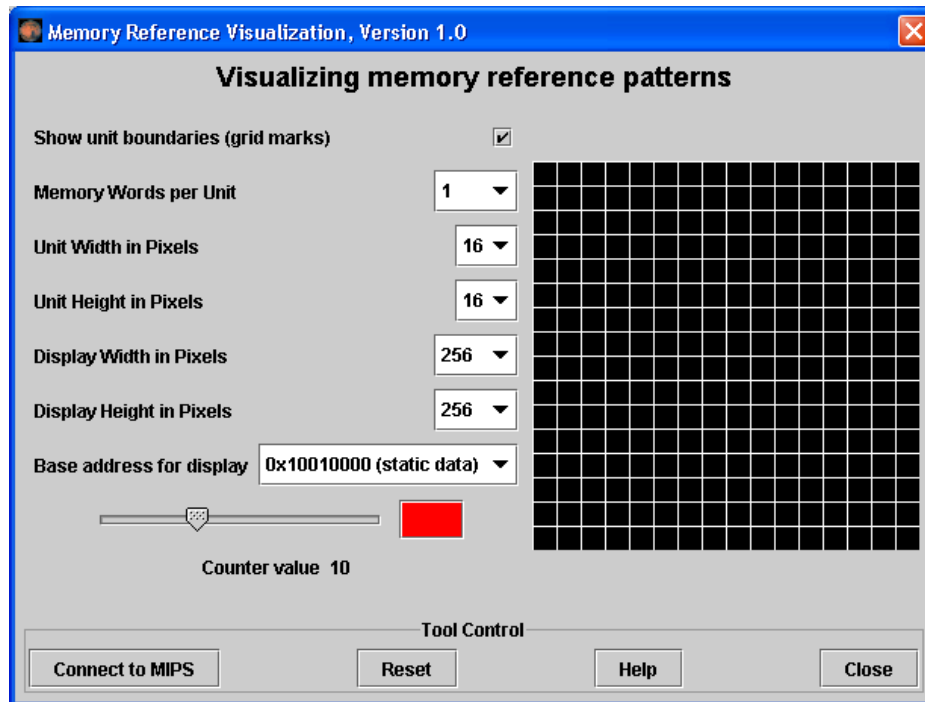 Memory Reference Visualization, Version 1.0
Visualizing memory reference patterns
Show unit boundaries (grid marks)
Memory Words per Unit 1
Unit Width in Pixels 16
Unit Height in Pixels 16
Display Width in Pixels 256
Display Height in Pixels 256
Base address for display 0x10010000 (static data)
Counter value 10
Tool Control
Connect to MIPS Reset Help Close